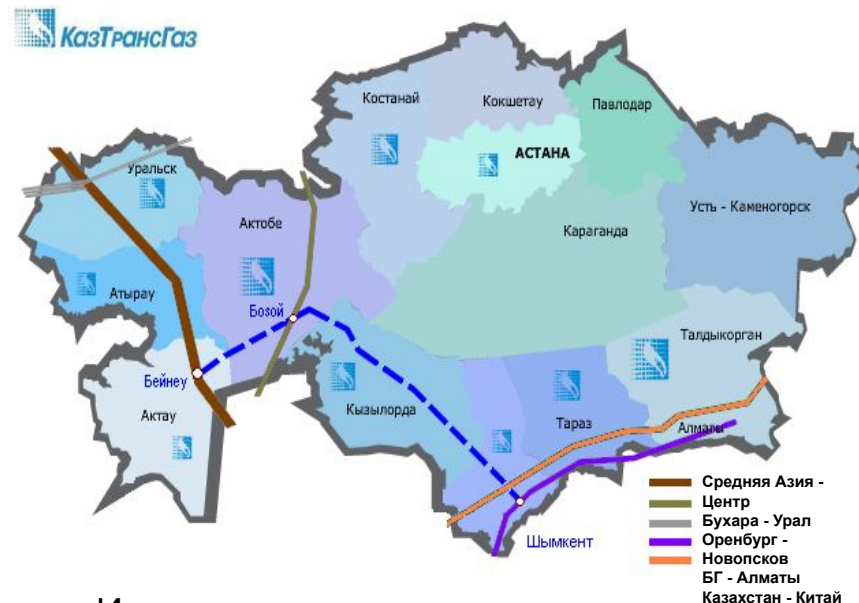 КазТрансГаз
Костанай
Кокшетау
Павлодар
АСТАНА
Уральск
Усть - Каменогорск
Актобе
Караганда
Атырау
Бозой
Талдыкорган
Бейнеу
Актау
Кызылорда
Тараз
Алматы
Шымкент
Средняя Азия -
Центр
Бухара - Урал
Оренбург -
Новопсков
БГ - Алматы
Казахстан - Китай